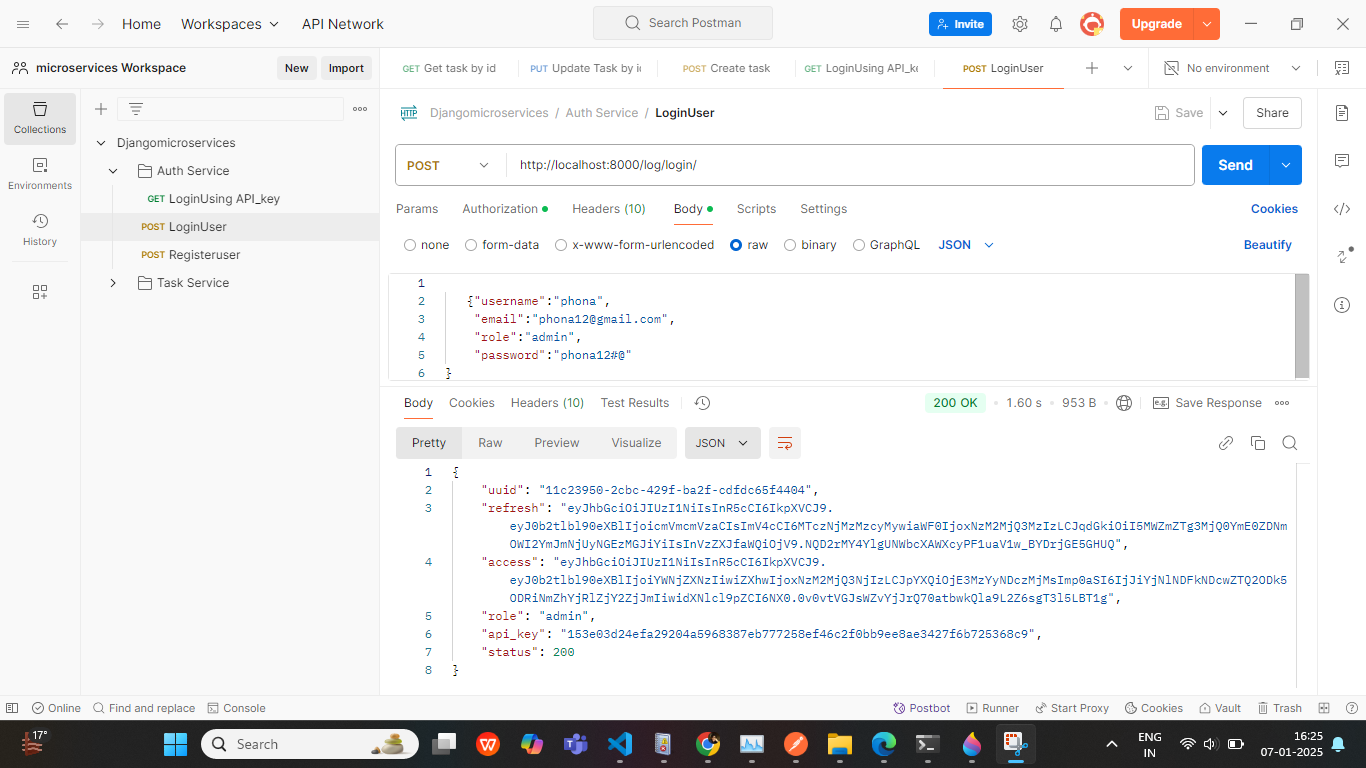 Home Workspaces API Network Search Postman Invite Upgrade
microservices Workspace New Import GET Get task by id PUT Update Task by i POST Create task GET LoginUsing API_ke POST LoginUser No environment
Collections
Environments
History
Djangomicroservices
Auth Service
GET LoginUsing API_key
POST LoginUser
POST Registeruser
Task Service
HTTP Djangomicroservices / Auth Service / LoginUser Save Share
POST http://localhost:8000/log/login/ Send
Params Authorization Headers (10) Body Scripts Settings Cookies
none form-data x-www-form-urlencoded raw binary GraphQL JSON Beautify
1
2 {"username":"phona",
3 "email":"phona12@gmail.com",
4 "role":"admin",
5 "password":"phona12#@"
6 }
Body Cookies Headers (10) Test Results 200 OK 1.60 s 953 B e.g. Save Response
Pretty Raw Preview Visualize JSON
1 {
2 "uuid": "11c23950-2cbc-429f-ba2f-cdfdc65f4404",
3 "refresh": "eyJhbGciOiJIUzI1NiIsInR5cCI6IkpXVCJ9.
4 "access": "eyJhbGciOiJIUzI1NiIsInR5cCI6IkpXVCJ9.
5 "role": "admin",
6 "api_key": "153e03d24efa29204a5968387eb777258ef46c2f0bb9ee8ae3427f6b725368c9",
7 "status": 200
8 }
Online Find and replace Console Postbot Runner Start Proxy Cookies Vault Trash
17° Search ENG IN 16:25 07-01-2025